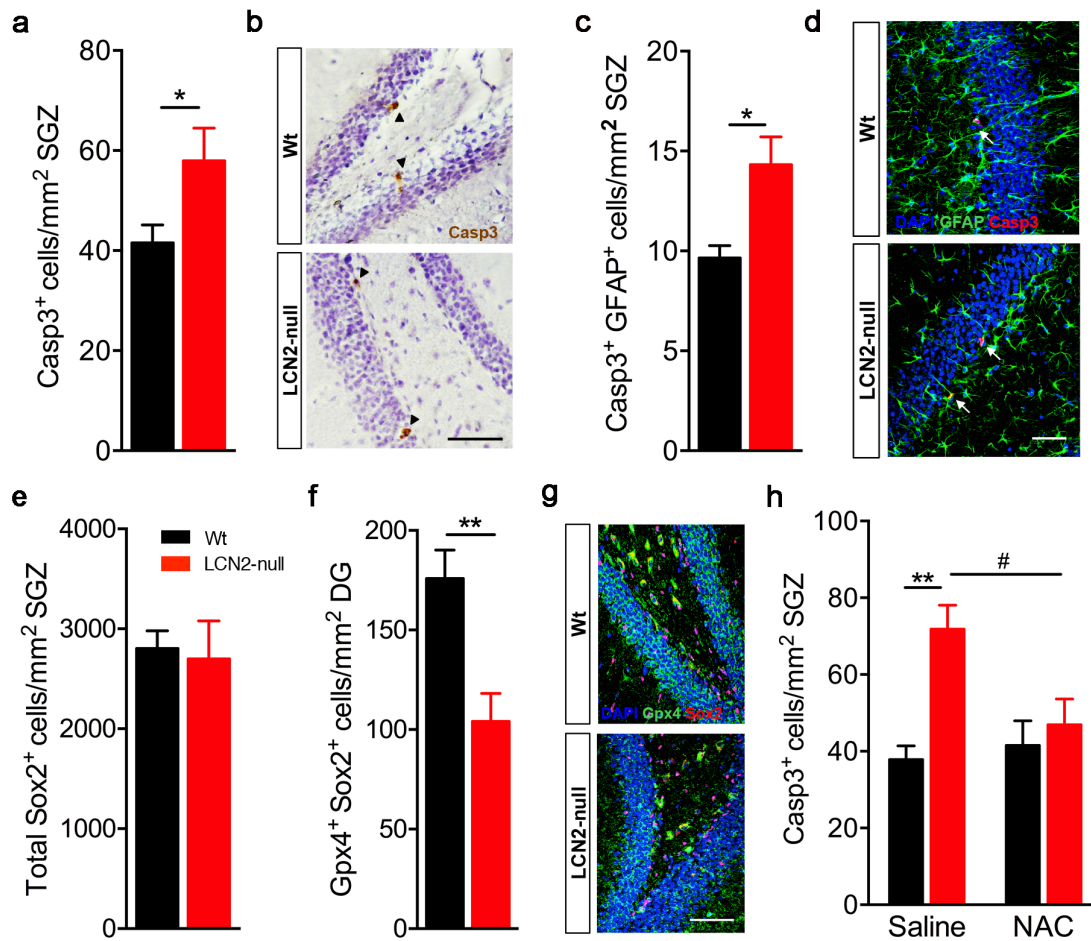 a
Casp3⁺ cells/mm² SGZ
80
60
40
20
0
*
b
Wt
LCN2-null
Casp3
c
Casp3⁺ GFAP⁺ cells/mm² SGZ
20
15
10
5
0
*
d
Wt
LCN2-null
DAPI GFAP Casp3
e
Total Sox2⁺ cells/mm² SGZ
4000
3000
2000
1000
0
Wt
LCN2-null
f
Gpx4⁺ Sox2⁺ cells/mm² DG
200
150
100
50
0
**
g
Wt
LCN2-null
DAPI Gpx4 Sox2
h
Casp3⁺ cells/mm² SGZ
100
80
60
40
20
0
**
#
Saline NAC